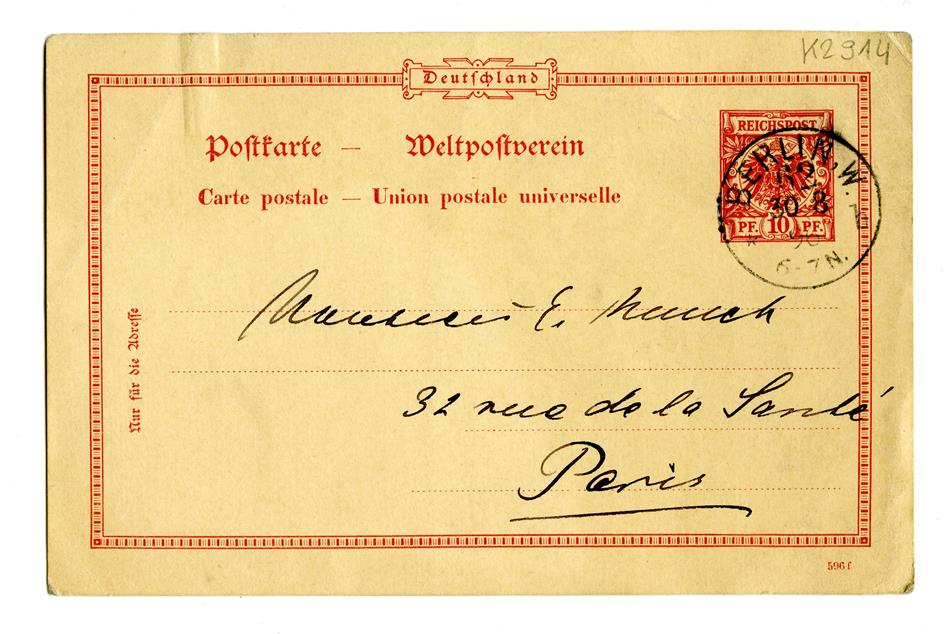 K2914
Deutschland
Postkarte — Weltpostverein
Carte postale — Union postale universelle
REICHSPOST
PF. 10 PF.
BERLIN, W.
30 8
6-7N.
Nur für die Adresse
Monsieur E. Munch
32 rue de la Santé
Paris
596 f